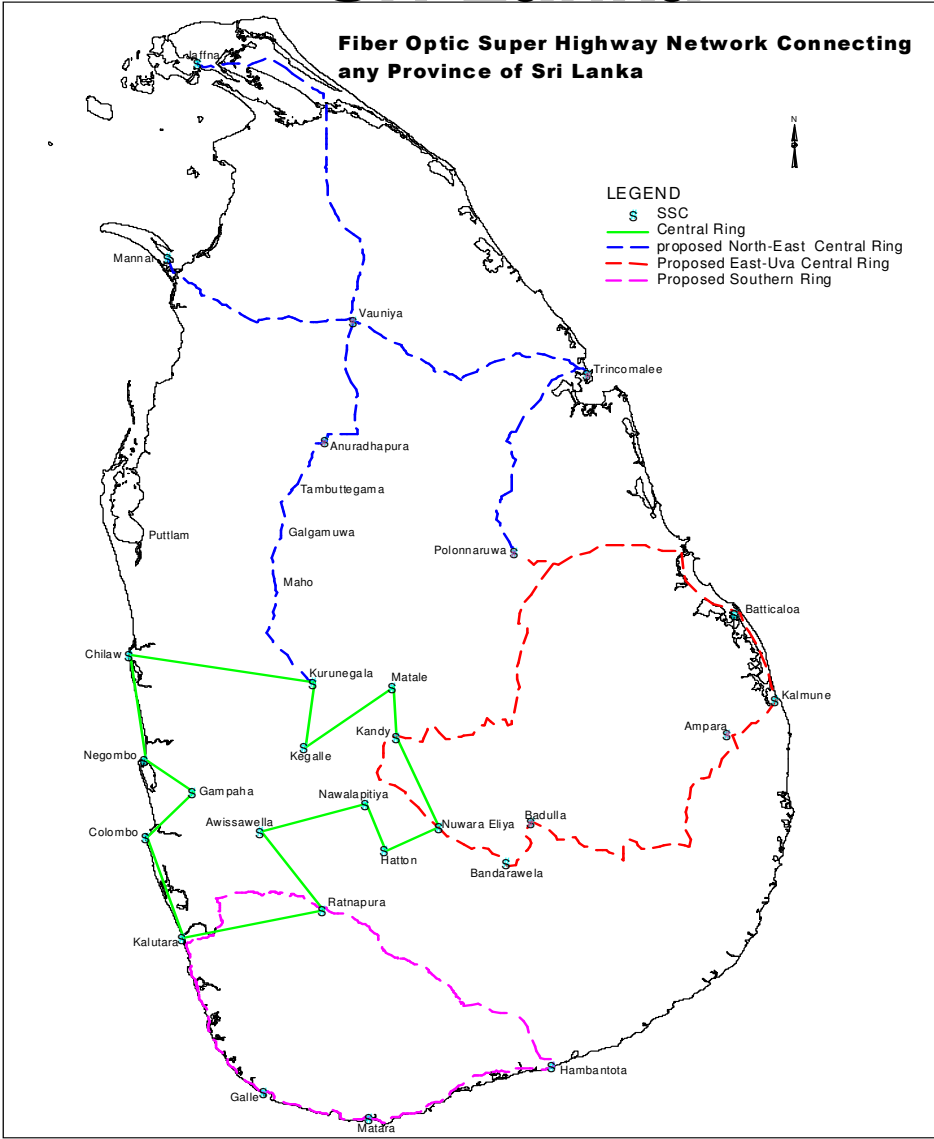 Fiber Optic Super Highway Network Connecting
any Province of Sri Lanka
Jaffna
N
LEGEND
S SSC
Central Ring
proposed North-East Central Ring
Proposed East-Uva Central Ring
Proposed Southern Ring
Mannar
Vauniya
Trincomalee
Anuradhapura
Tambuttegama
Galgamuwa
Puttlam
Polonnaruwa
Maho
Batticaloa
Chilaw
Kurunegala
Matale
Kalmune
Kandy
Ampara
Kegalle
Negombo
Gampaha
Nawalapitiya
Colombo
Awissawella
Nuwara Eliya
Badulla
Hatton
Bandarawela
Ratnapura
Kalutara
Hambantota
Galle
Matara